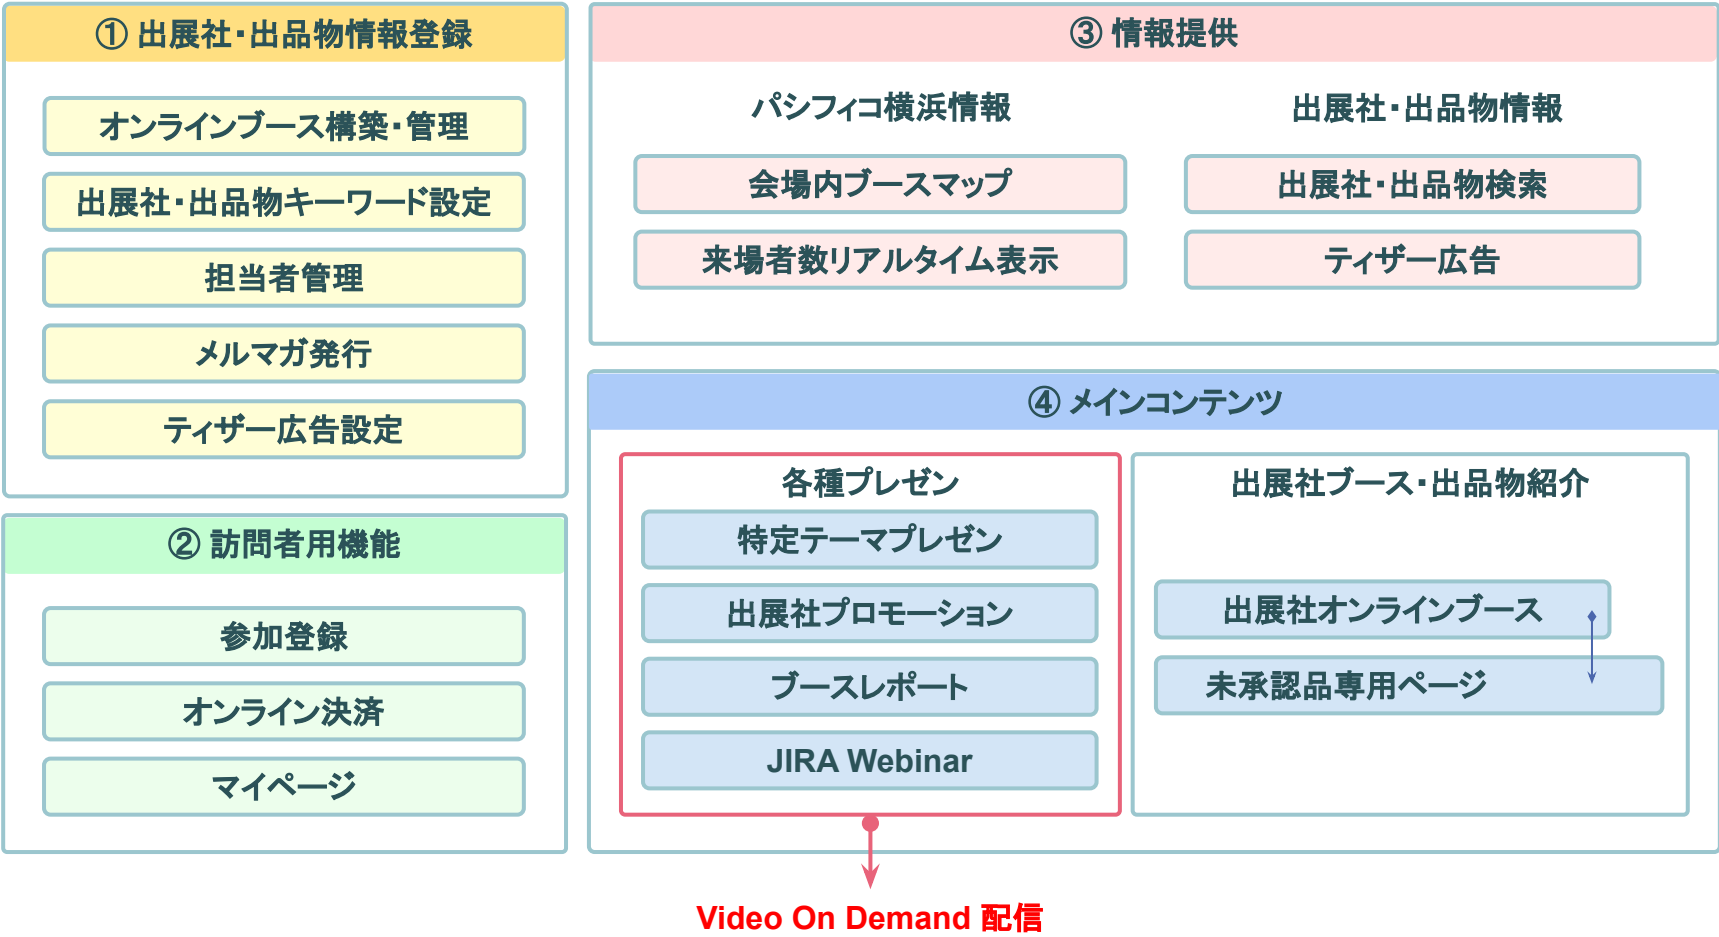 ① 出展社・出品物情報登録
オンラインブース構築・管理
出展社・出品物キーワード設定
担当者管理
メルマガ発行
ティザー広告設定
② 訪問者用機能
参加登録
オンライン決済
マイページ
③ 情報提供
パシフィコ横浜情報
会場内ブースマップ
来場者数リアルタイム表示
出展社・出品物情報
出展社・出品物検索
ティザー広告
④ メインコンテンツ
各種プレゼン
特定テーマプレゼン
出展社プロモーション
ブースレポート
JIRA Webinar
出展社ブース・出品物紹介
出展社オンラインブース
未承認品専用ページ
Video On Demand 配信